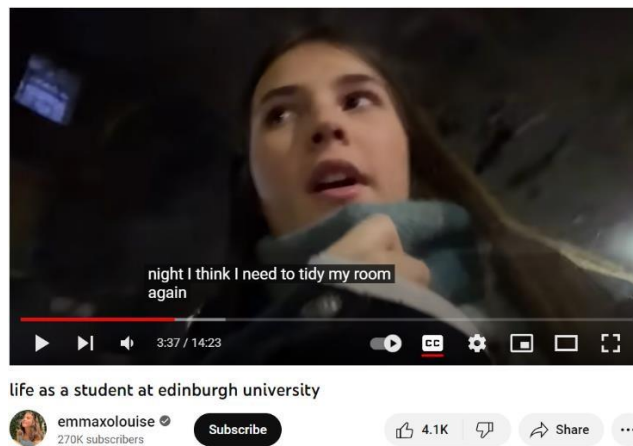 night I think I need to tidy my room
again
3:37 / 14:23
CC
life as a student at edinburgh university
emmaxolouise
270K subscribers
Subscribe
4.1K
Share